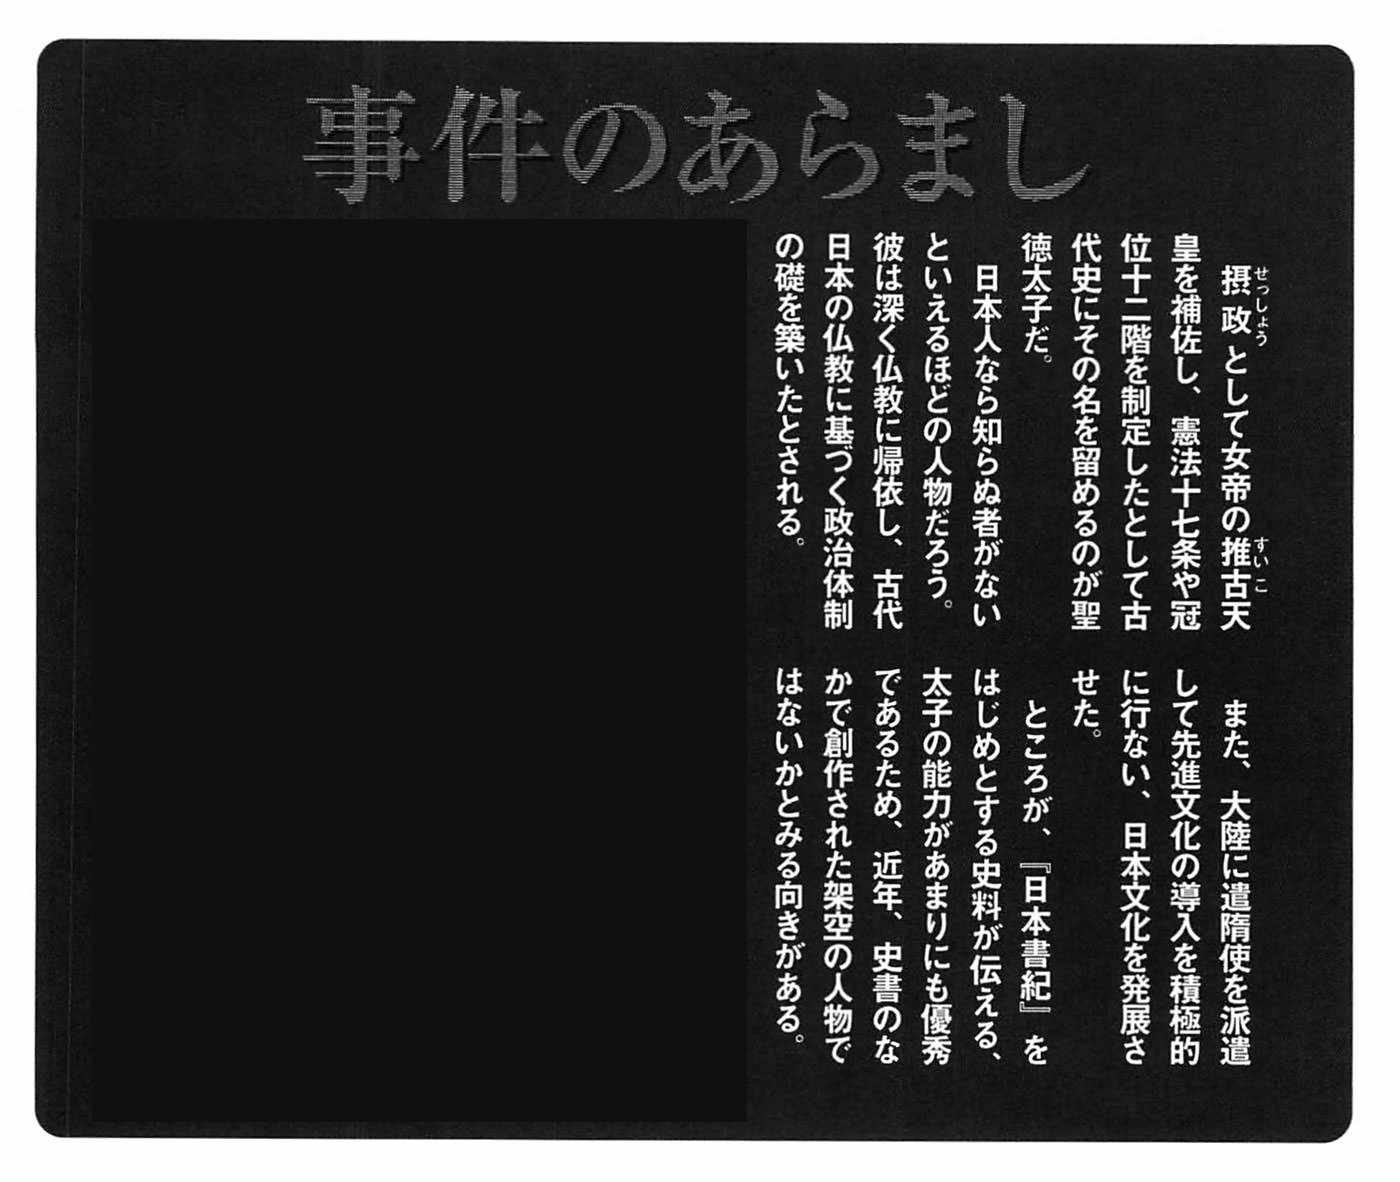 事件のあらまし
摂政として女帝の推古天
皇を補佐し、憲法十七条や冠
位十二階を制定したとして古
代史にその名を留めるのが聖
徳太子だ。
日本人なら知らぬ者がない
といえるほどの人物だろう。
彼は深く仏教に帰依し、古代
日本の仏教に基づく政治体制
の礎を築いたとされる。
また、大陸に遣隋使を派遣
して先進文化の導入を積極的
に行ない、日本文化を発展さ
せた。
ところが、『日本書紀』を
はじめとする史料が伝える、
太子の能力があまりにも優秀
であるため、近年、史書のな
かで創作された架空の人物で
はないかとみる向きがある。
せっしょう
すいこ